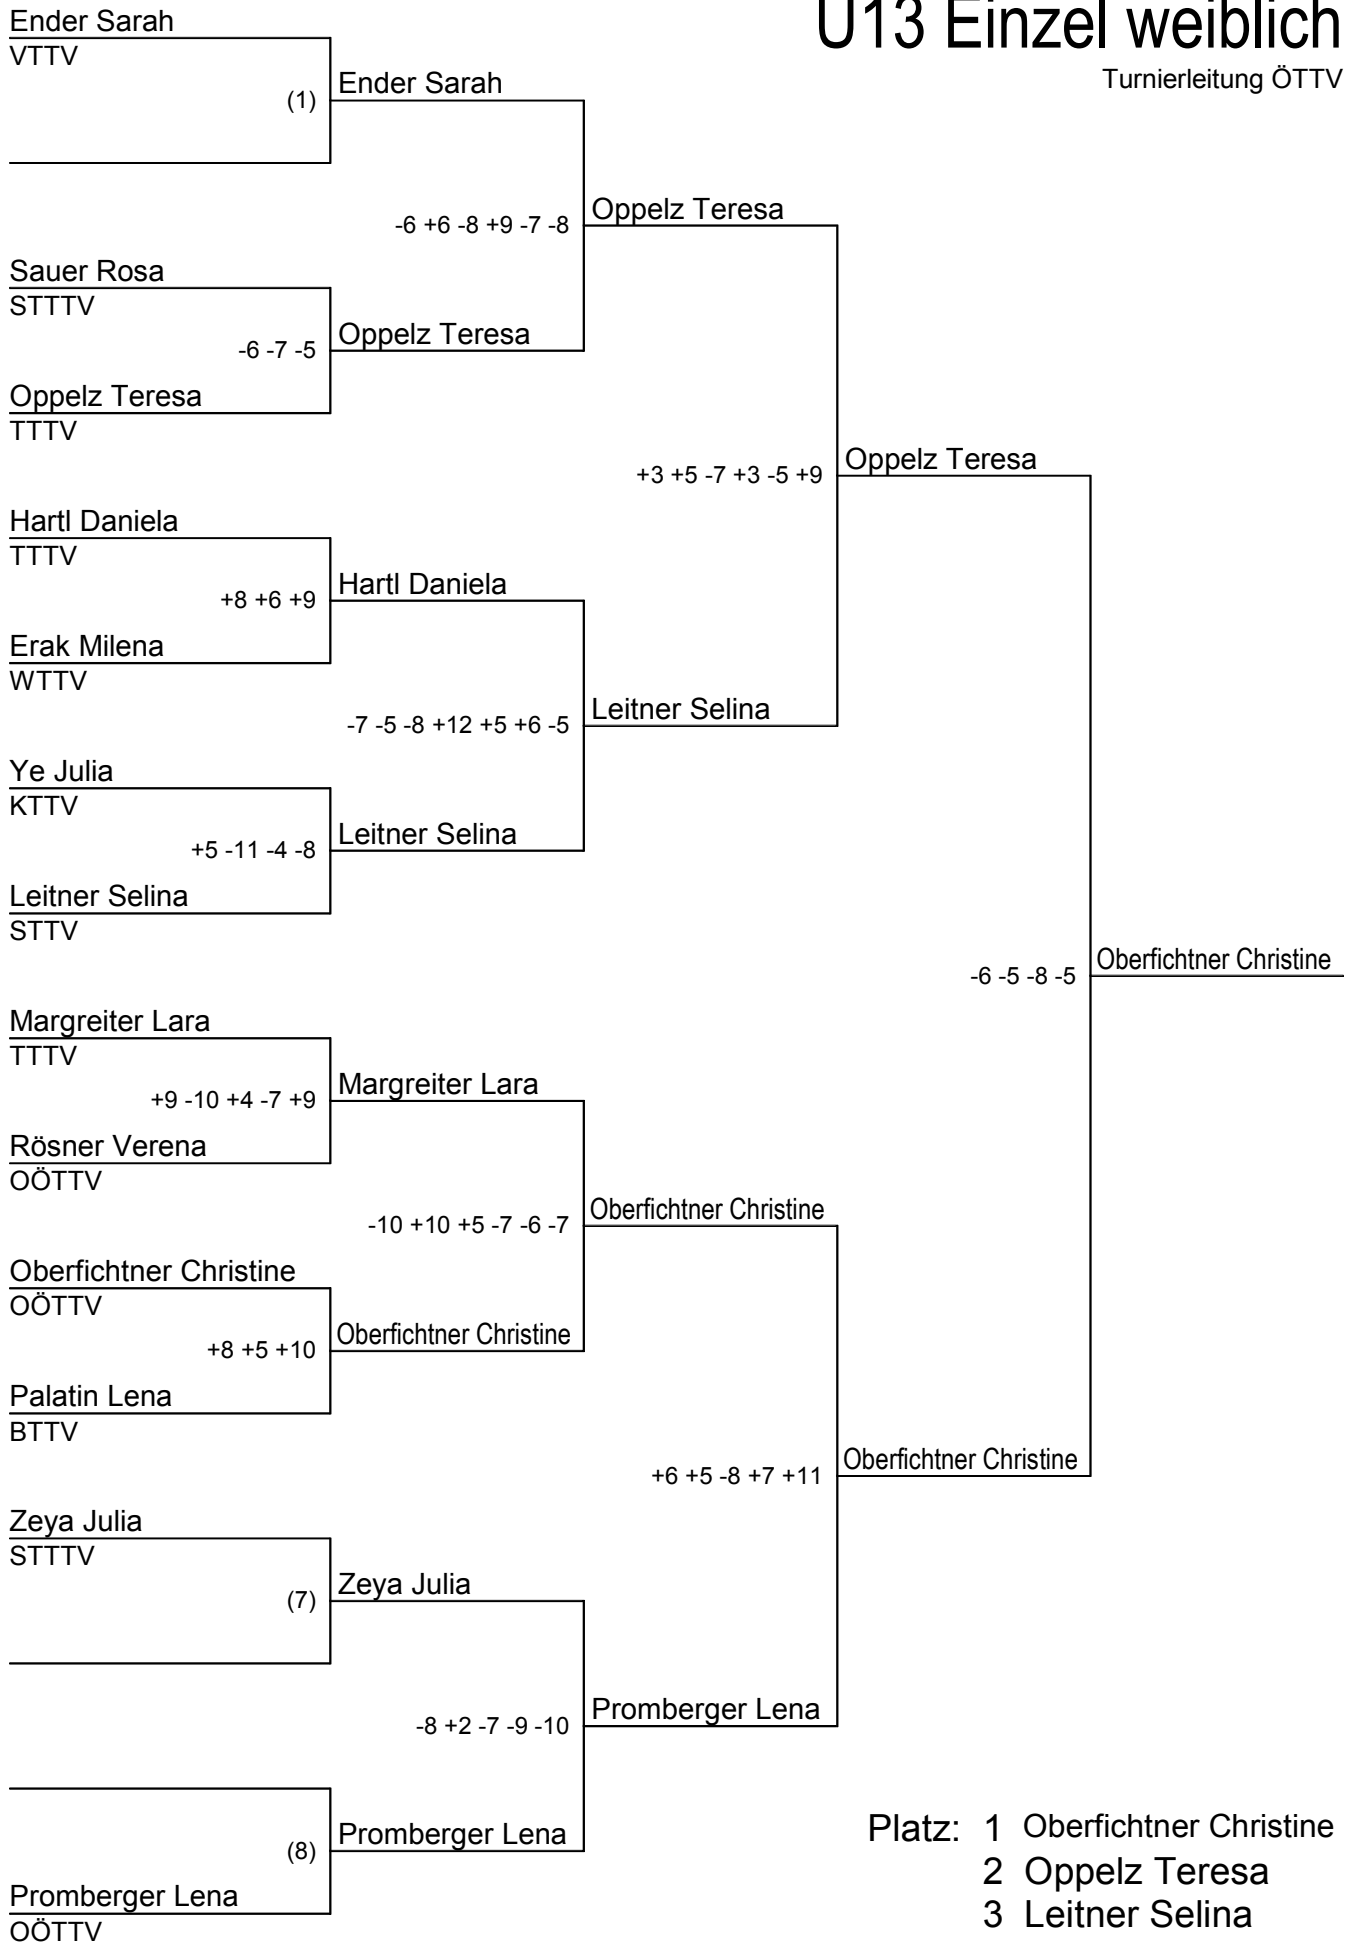 U13 Einzel weiblich
Turnierleitung ÖTTV
Ender Sarah
VTTV
(1)
Ender Sarah
-6 +6 -8 +9 -7 -8
Oppelz Teresa
Sauer Rosa
STTTV
-6 -7 -5
Oppelz Teresa
Oppelz Teresa
TTTV
+3 +5 -7 +3 -5 +9
Oppelz Teresa
Hartl Daniela
TTTV
+8 +6 +9
Hartl Daniela
Erak Milena
WTTV
-7 -5 -8 +12 +5 +6 -5
Leitner Selina
Ye Julia
KTTV
+5 -11 -4 -8
Leitner Selina
Leitner Selina
STTV
-6 -5 -8 -5
Oberfichtner Christine
Margreiter Lara
TTTV
+9 -10 +4 -7 +9
Margreiter Lara
Rösner Verena
OÖTTV
-10 +10 +5 -7 -6 -7
Oberfichtner Christine
Oberfichtner Christine
OÖTTV
+8 +5 +10
Oberfichtner Christine
Palatin Lena
BTTV
+6 +5 -8 +7 +11
Oberfichtner Christine
Zeya Julia
STTTV
(7)
Zeya Julia
-8 +2 -7 -9 -10
Promberger Lena
(8)
Promberger Lena
Promberger Lena
OÖTTV
Platz: 1 Oberfichtner Christine
2 Oppelz Teresa
3 Leitner Selina